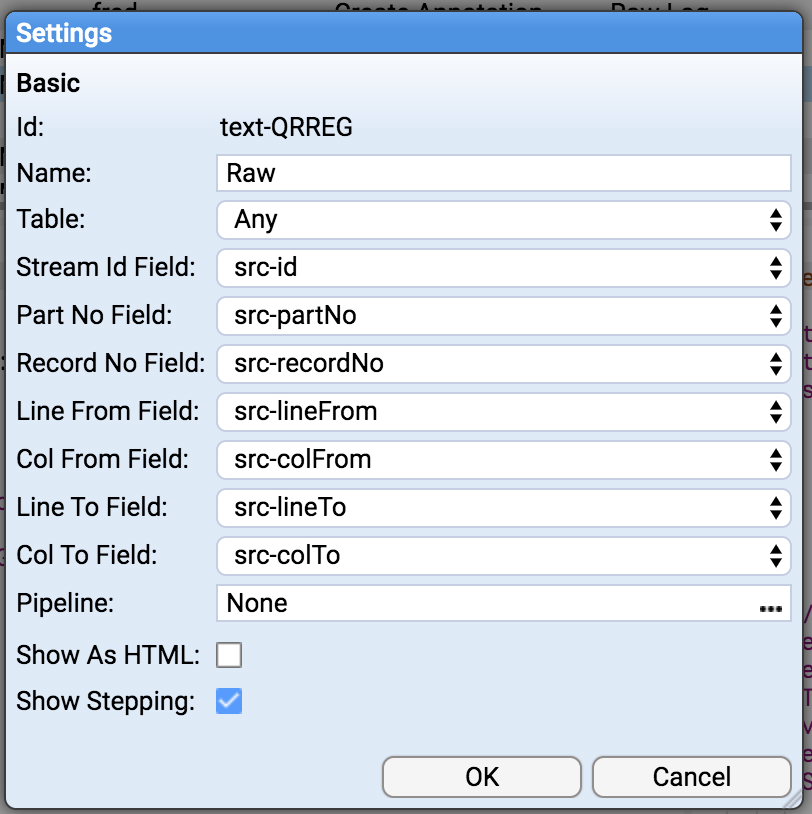 Settings
Basic
Id: text-QRREG
Name: Raw
Table: Any
Stream Id Field: src-id
Part No Field: src-partNo
Record No Field: src-recordNo
Line From Field: src-lineFrom
Col From Field: src-colFrom
Line To Field: src-lineTo
Col To Field: src-colTo
Pipeline: None ...
Show As HTML:
Show Stepping:
OK Cancel